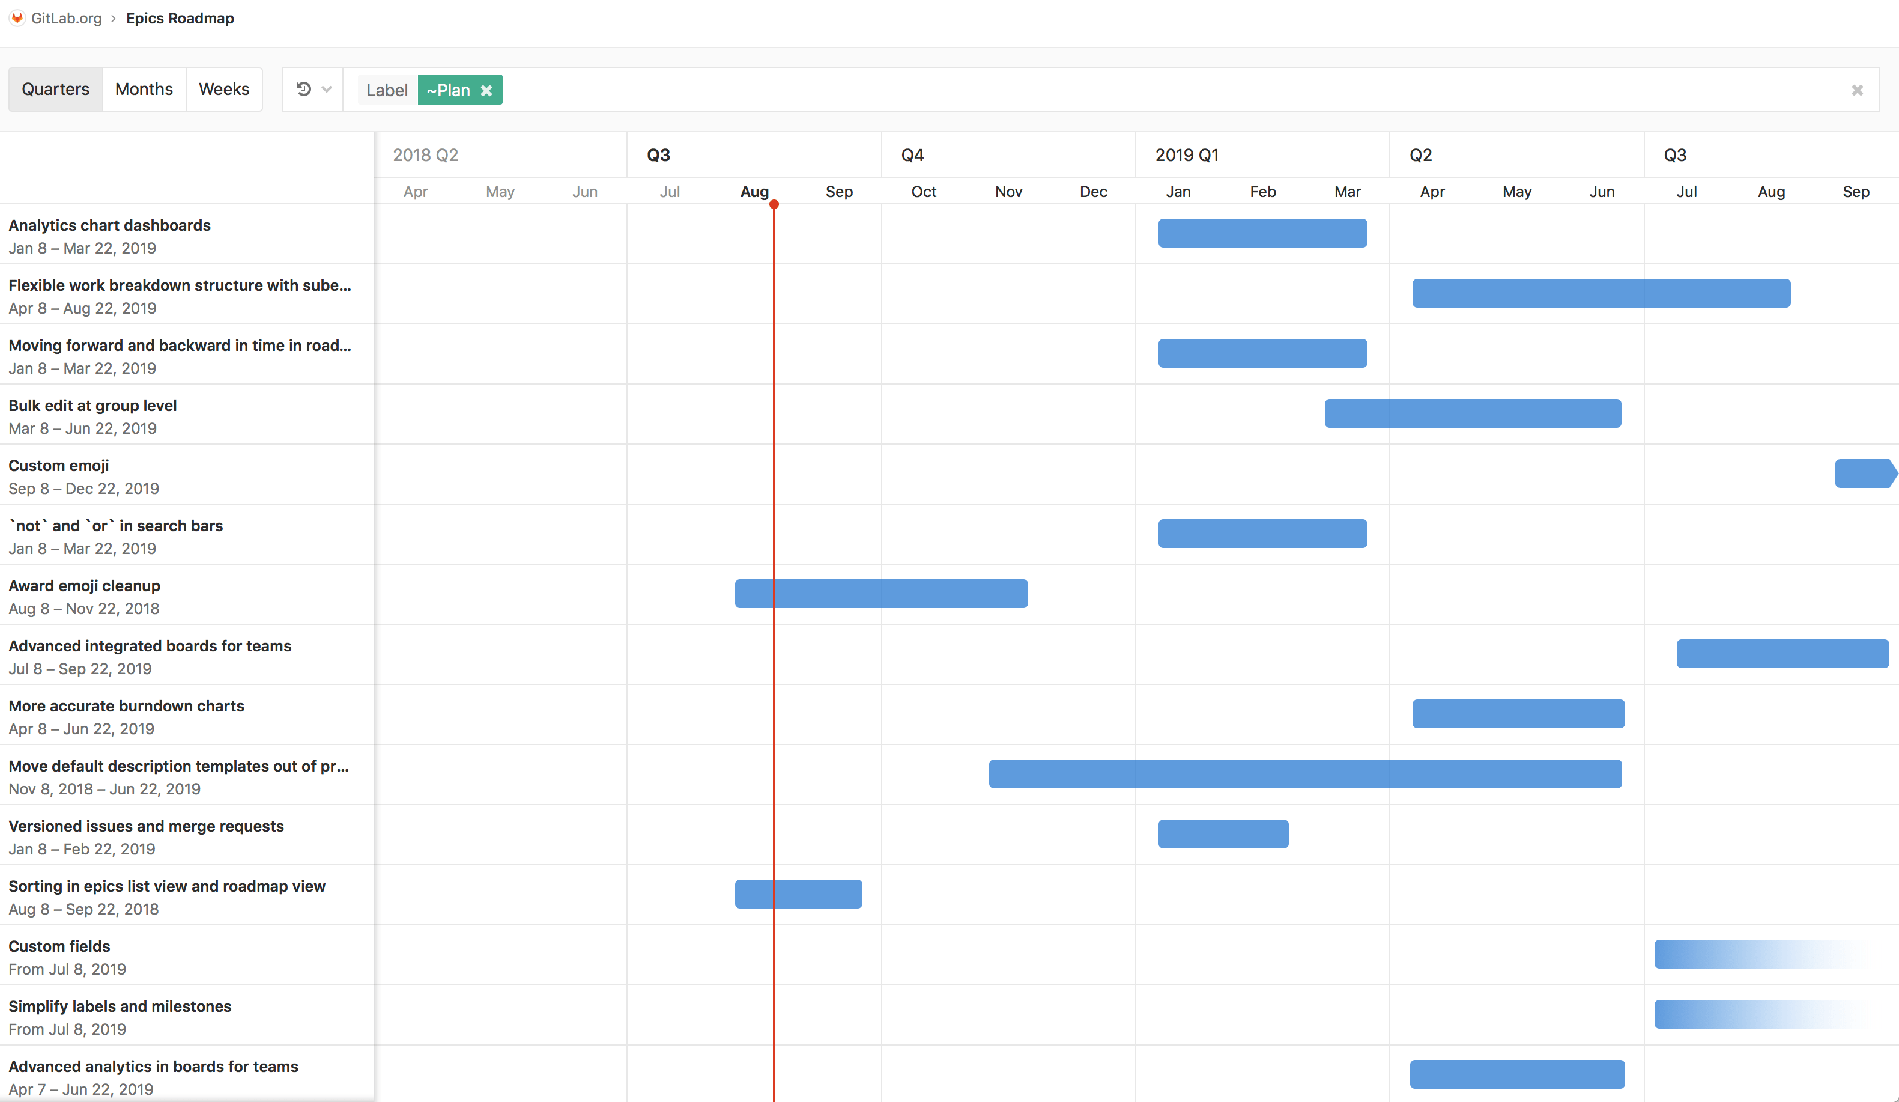 GitLab.org › Epics Roadmap
Quarters Months Weeks Label ~Plan
2018 Q2 Q3 Q4 2019 Q1 Q2 Q3
Apr May Jun Jul Aug Sep Oct Nov Dec Jan Feb Mar Apr May Jun Jul Aug Sep
Analytics chart dashboards
Jan 8 – Mar 22, 2019
Flexible work breakdown structure with sube...
Apr 8 – Aug 22, 2019
Moving forward and backward in time in road...
Jan 8 – Mar 22, 2019
Bulk edit at group level
Mar 8 – Jun 22, 2019
Custom emoji
Sep 8 – Dec 22, 2019
`not` and `or` in search bars
Jan 8 – Mar 22, 2019
Award emoji cleanup
Aug 8 – Nov 22, 2018
Advanced integrated boards for teams
Jul 8 – Sep 22, 2019
More accurate burndown charts
Apr 8 – Jun 22, 2019
Move default description templates out of pr...
Nov 8, 2018 – Jun 22, 2019
Versioned issues and merge requests
Jan 8 – Feb 22, 2019
Sorting in epics list view and roadmap view
Aug 8 – Sep 22, 2018
Custom fields
From Jul 8, 2019
Simplify labels and milestones
From Jul 8, 2019
Advanced analytics in boards for teams
Apr 7 – Jun 22, 2019